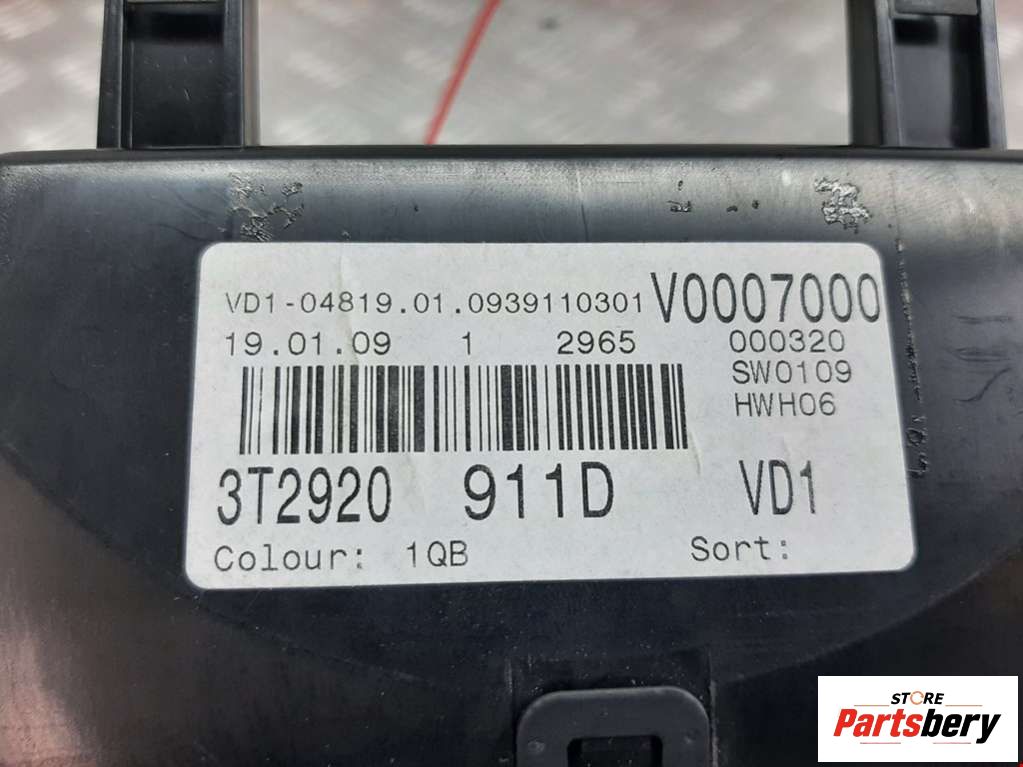 VD1-04819.01.0939110301 V0007000
19.01.09 1 2965 000320
SW0109
HWH06
3T2920 911D VD1
Colour: 1QB Sort:
STORE
Partsbery